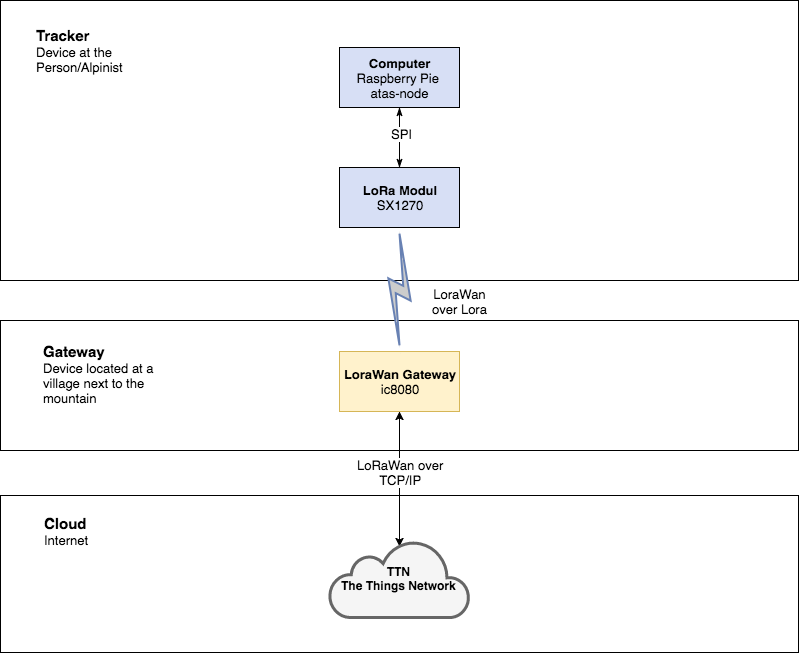 Tracker
Device at the
Person/Alpinist
Computer
Raspberry Pie
atas-node
SPI
LoRa Modul
SX1270
LoraWan
over Lora
Gateway
Device located at a
village next to the
mountain
LoraWan Gateway
ic8080
LoRaWan over
TCP/IP
Cloud
Internet
TTN
The Things Network